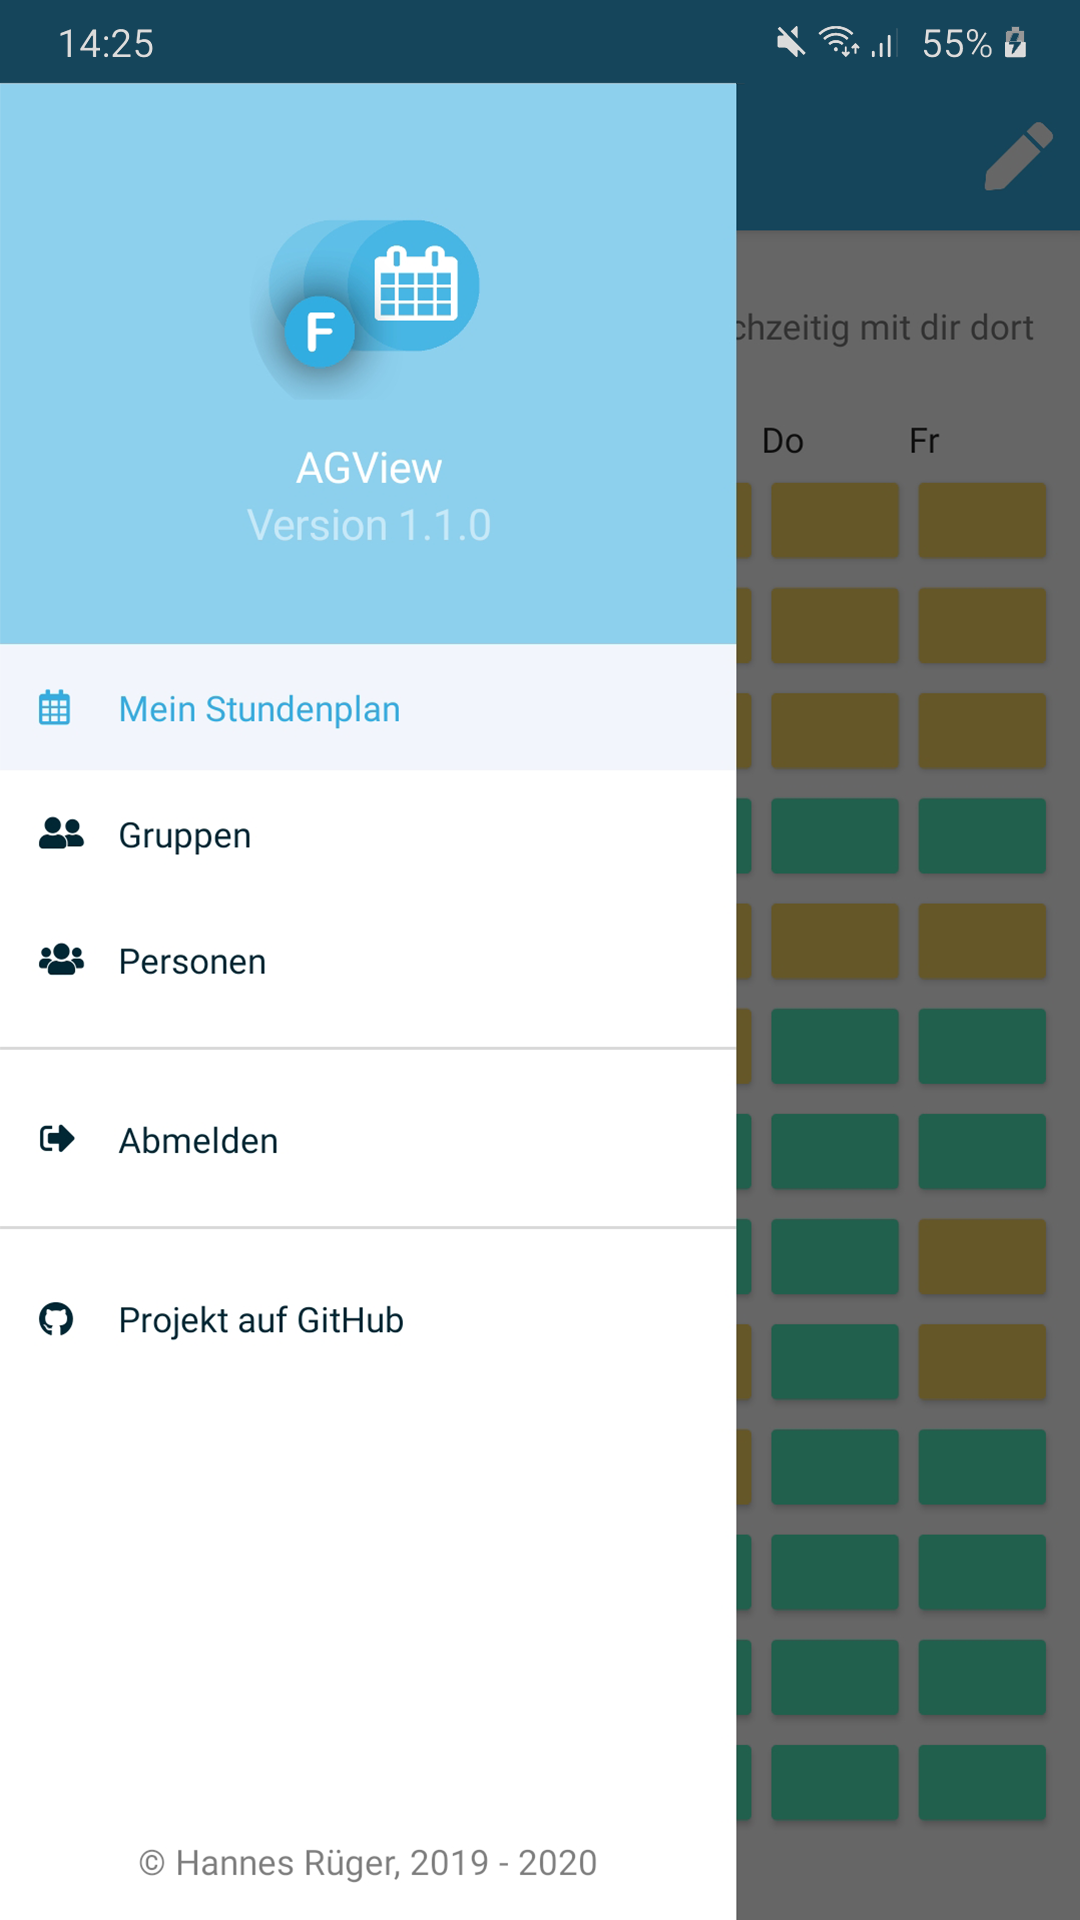 14:25
55%
F
AGView
Version 1.1.0
chzeitig mit dir dort
Do Fr
Mein Stundenplan
Gruppen
Personen
Abmelden
Projekt auf GitHub
© Hannes Rüger, 2019 - 2020